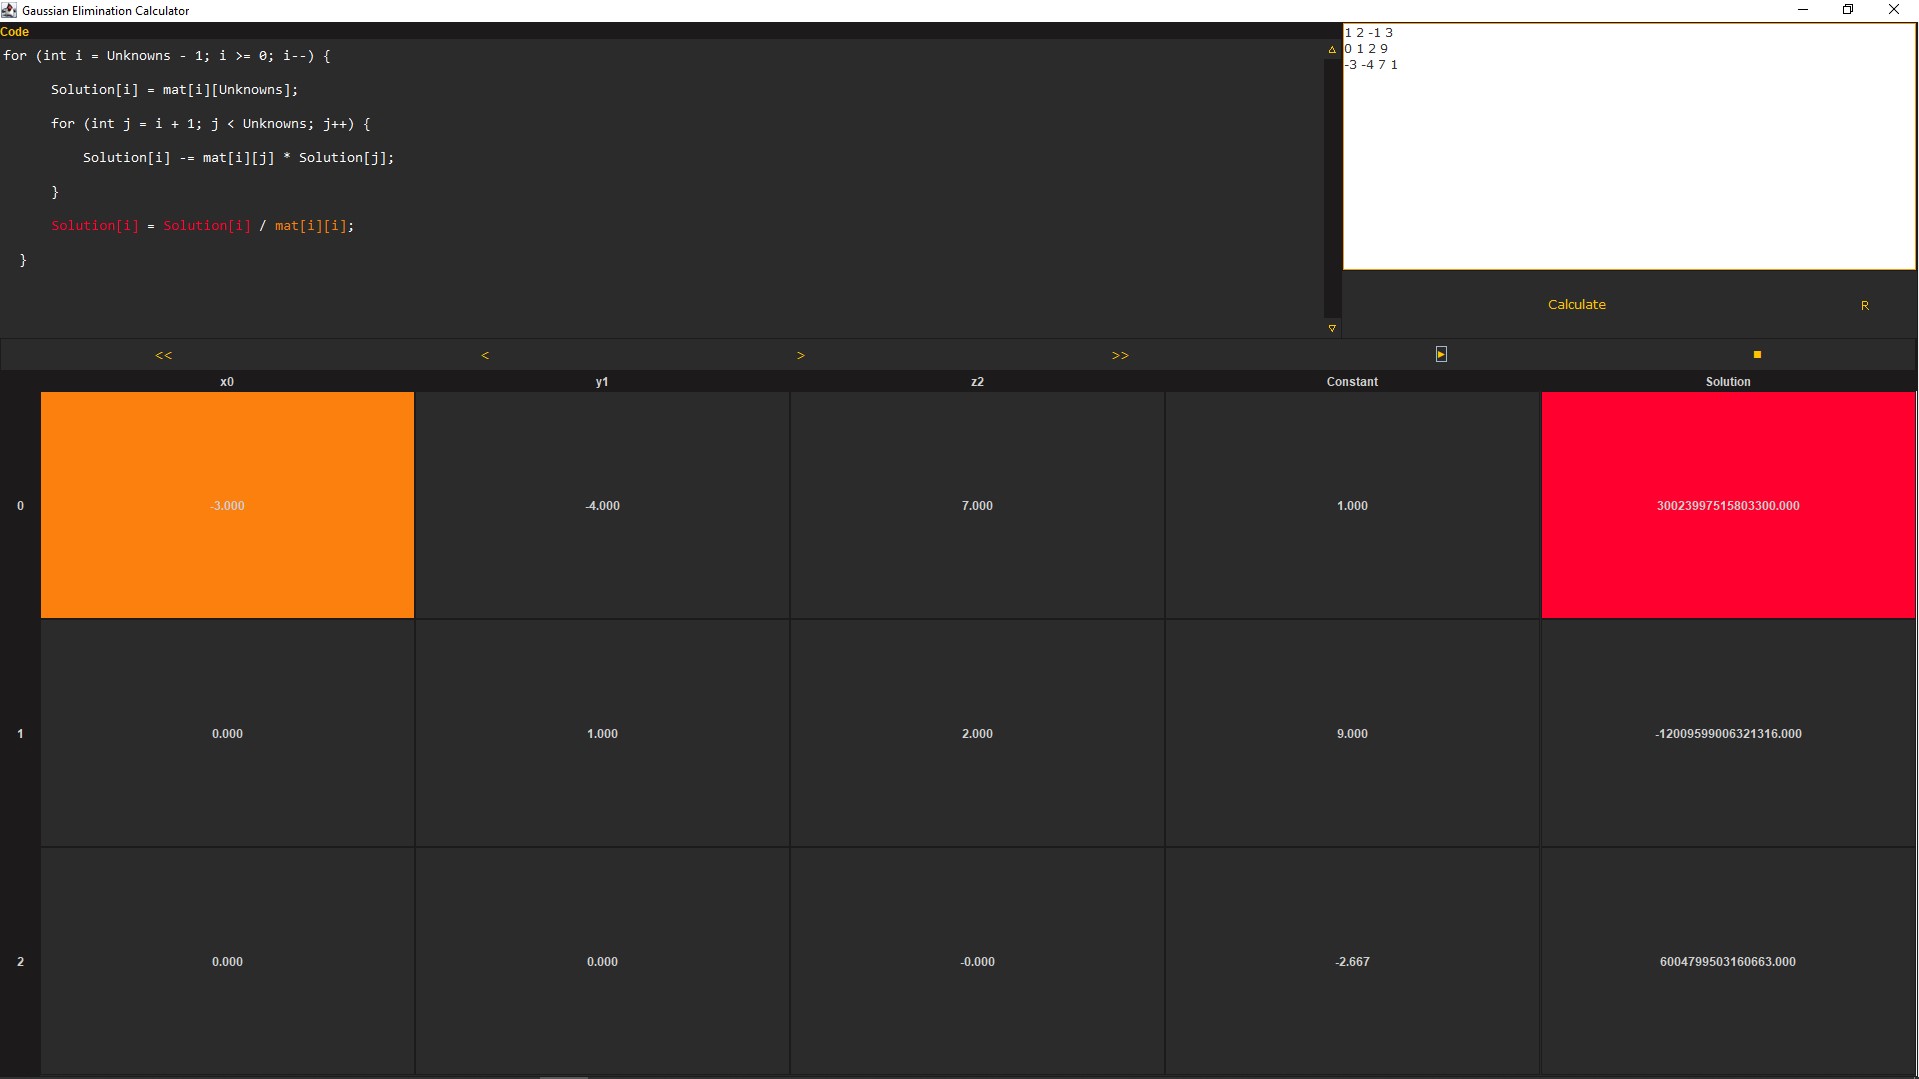 Gaussian Elimination Calculator
Code
for (int i = Unknowns - 1; i >= 0; i--) {
Solution[i] = mat[i][Unknowns];
for (int j = i + 1; j < Unknowns; j++) {
Solution[i] -= mat[i][j] * Solution[j];
}
Solution[i] = Solution[i] / mat[i][i];
}
1 2 -1 3
0 1 2 9
-3 -4 7 1
Calculate R
<< < > >>
x0 y1 z2 Constant Solution
0 -3.000 -4.000 7.000 1.000 30023997515803300.000
1 0.000 1.000 2.000 9.000 -12009599006321316.000
2 0.000 0.000 -0.000 -2.667 6004799503160663.000